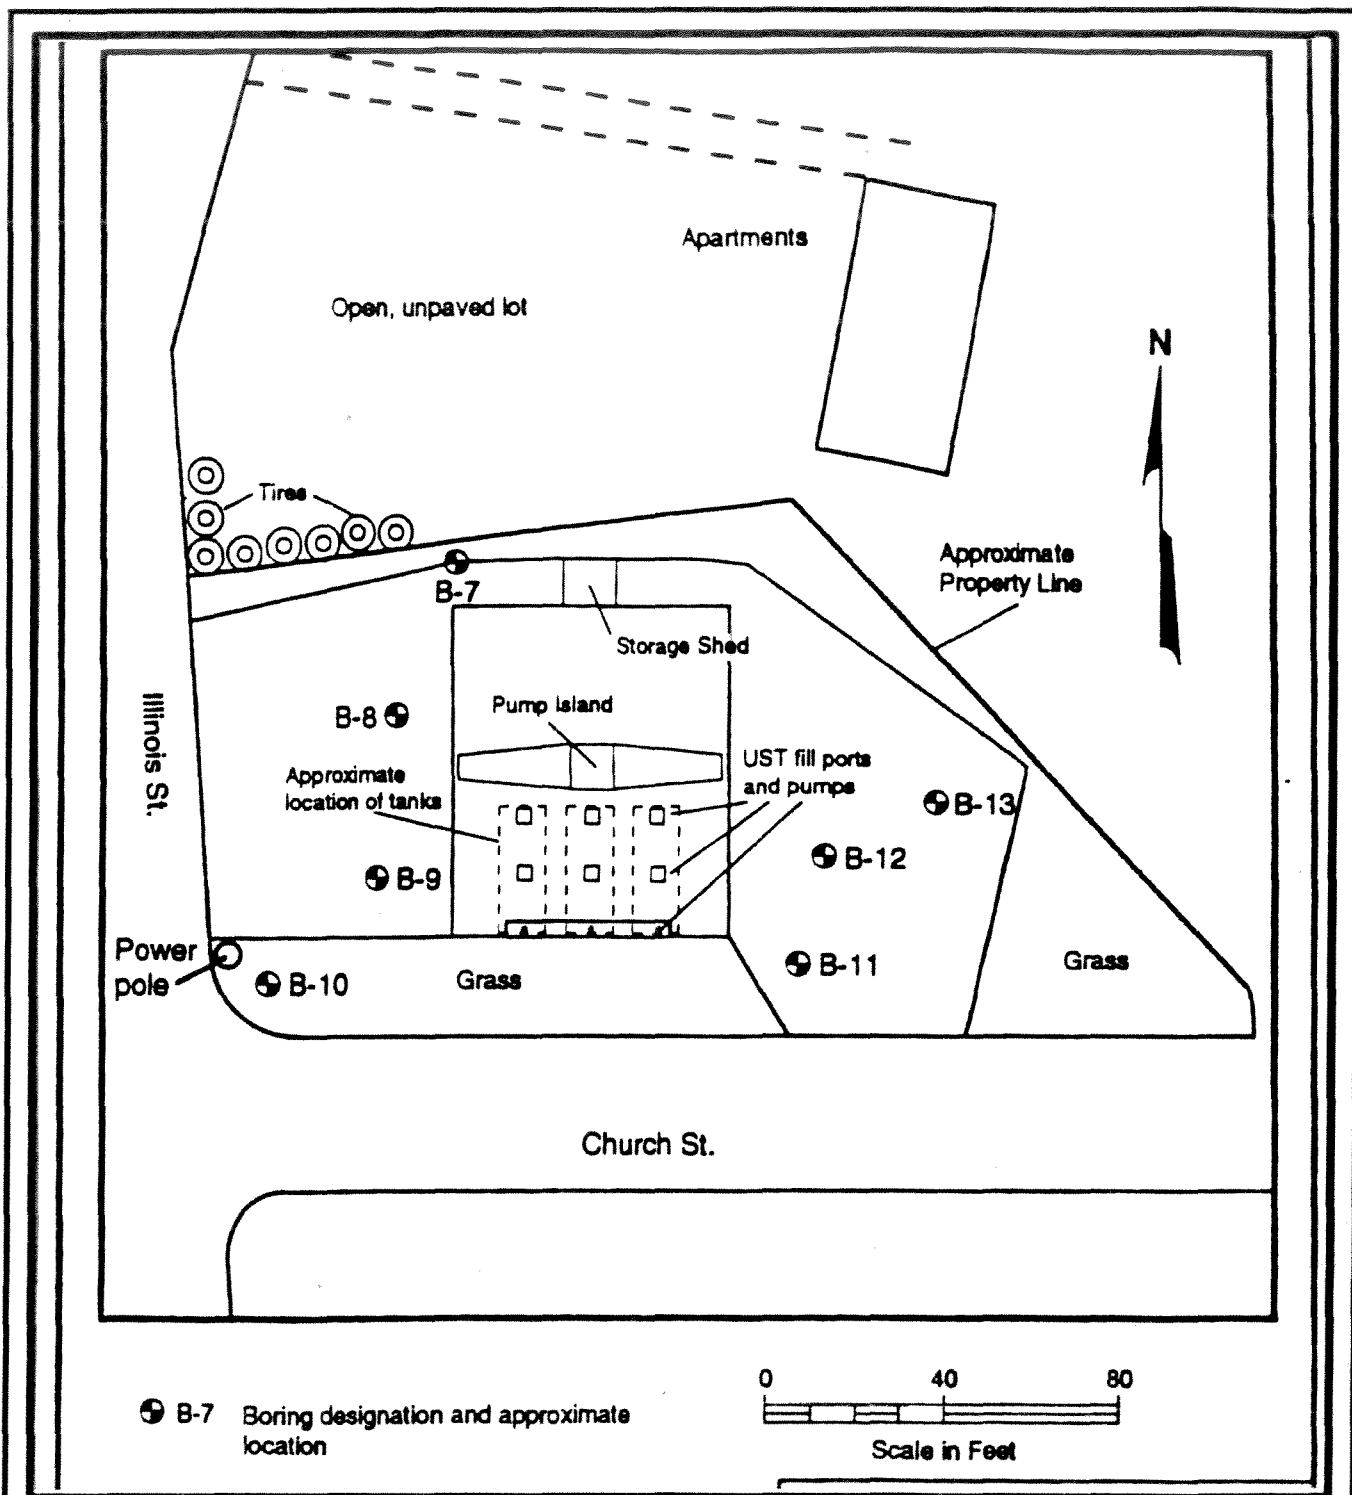 Apartments
Open, unpaved lot
N
Tires
Approximate
Property Line
B-7
Storage Shed
B-8
Pump Island
Illinois St.
UST fill ports
and pumps
Approximate
location of tanks
B-13
B-12
B-9
Power
pole
B-10
Grass
B-11
Grass
Church St.
0 40 80
B-7 Boring designation and approximate
location
Scale in Feet